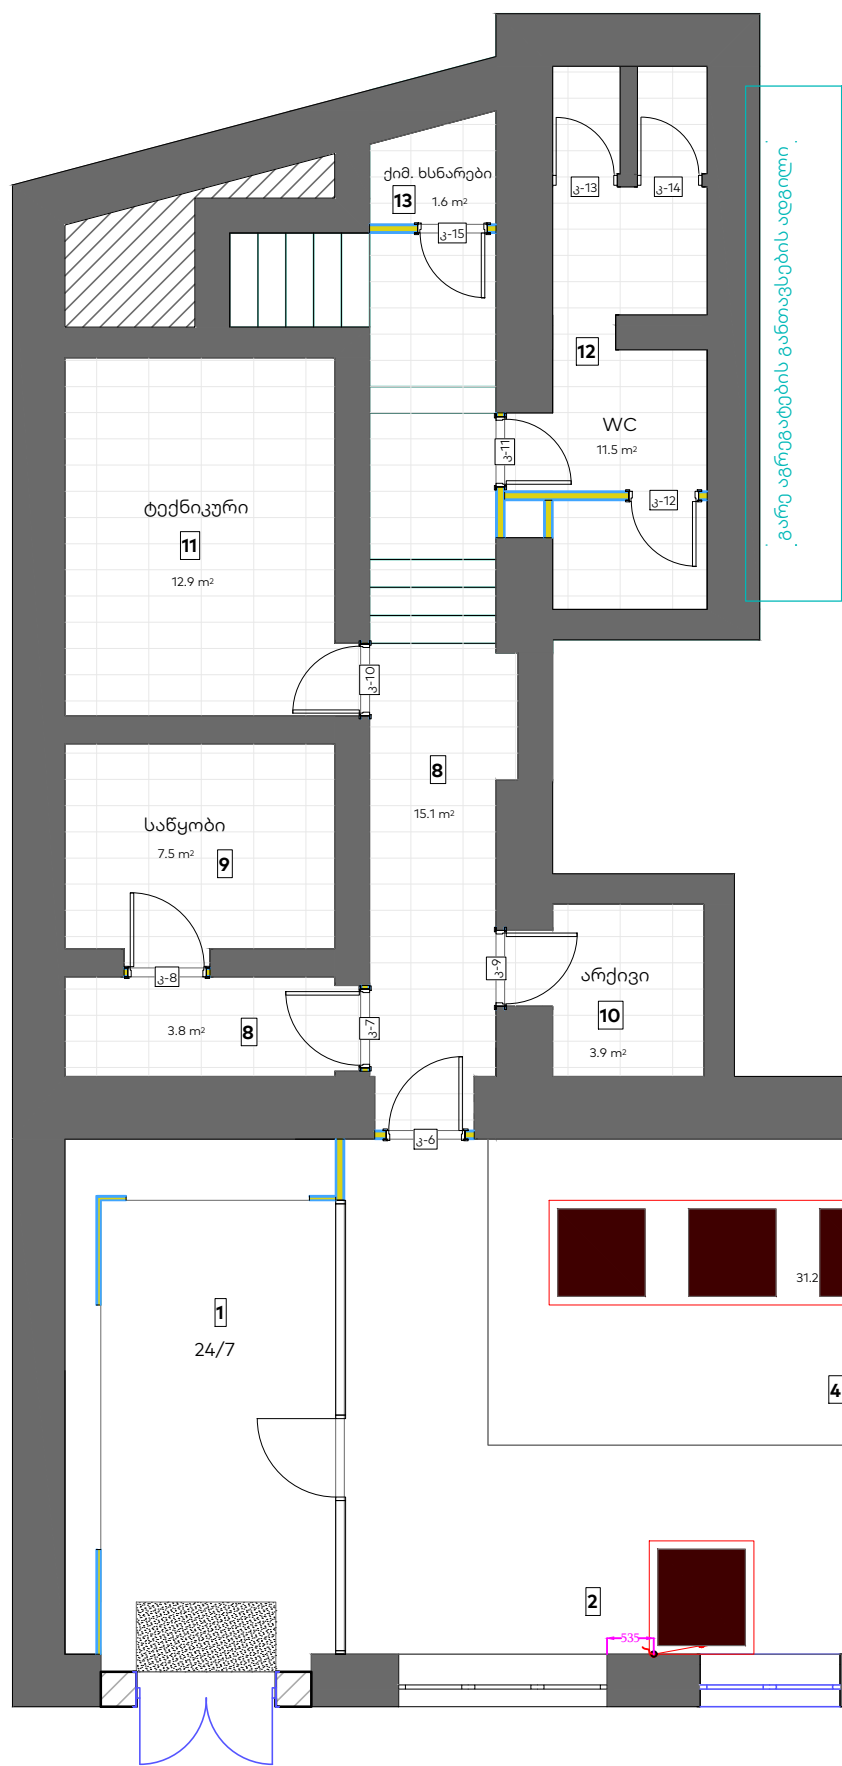 ქიმ. ხსნარები
13 1.6 m²
კ-15
კ-13
კ-14
გარე აგრეგატების განთავსების ადგილი
12
WC
11.5 m²
კ-11
კ-12
ტექნიკური
11
12.9 m²
კ-10
8
15.1 m²
საწყობი
7.5 m² 9
კ-8
კ-9
არქივი
10
3.9 m²
3.8 m² 8
კ-7
კ-6
31.2
1
24/7
4
2
535